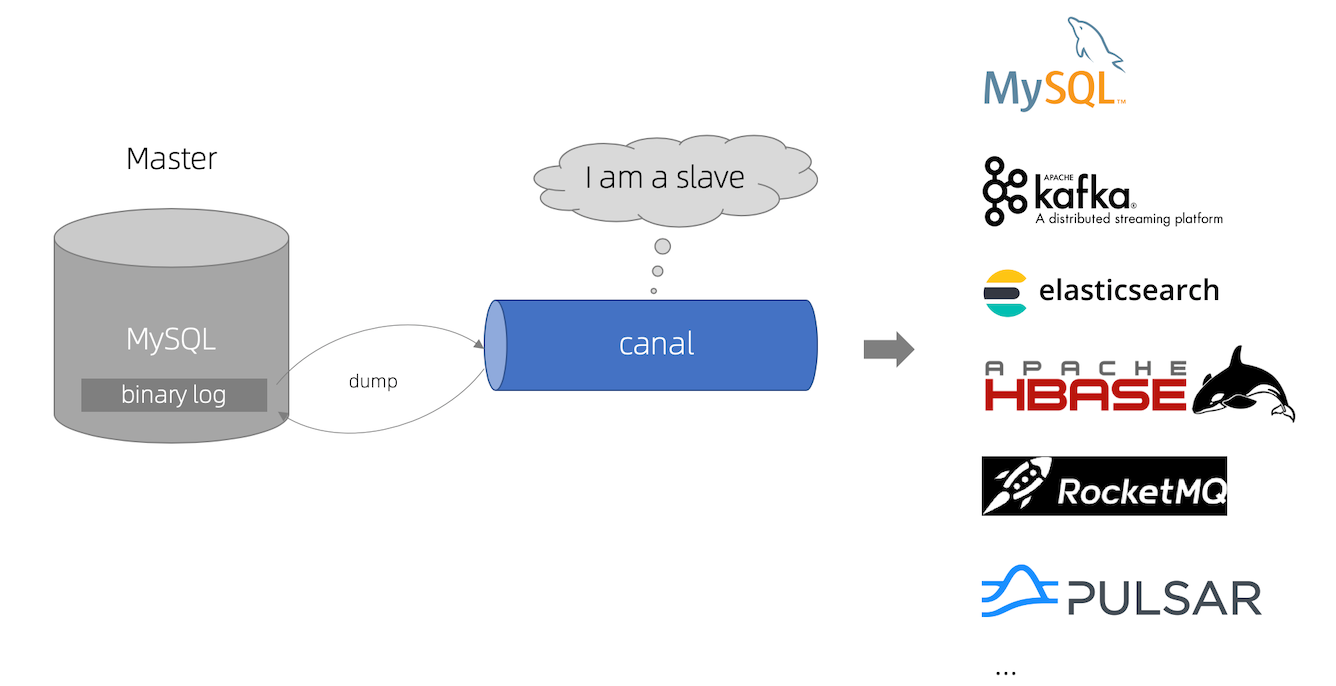 Master
MySQL
binary log
dump
I am a slave
canal
MySQL™
APACHE
kafka®
A distributed streaming platform
elasticsearch
APACHE
HBASE
RocketMQ
PULSAR
...